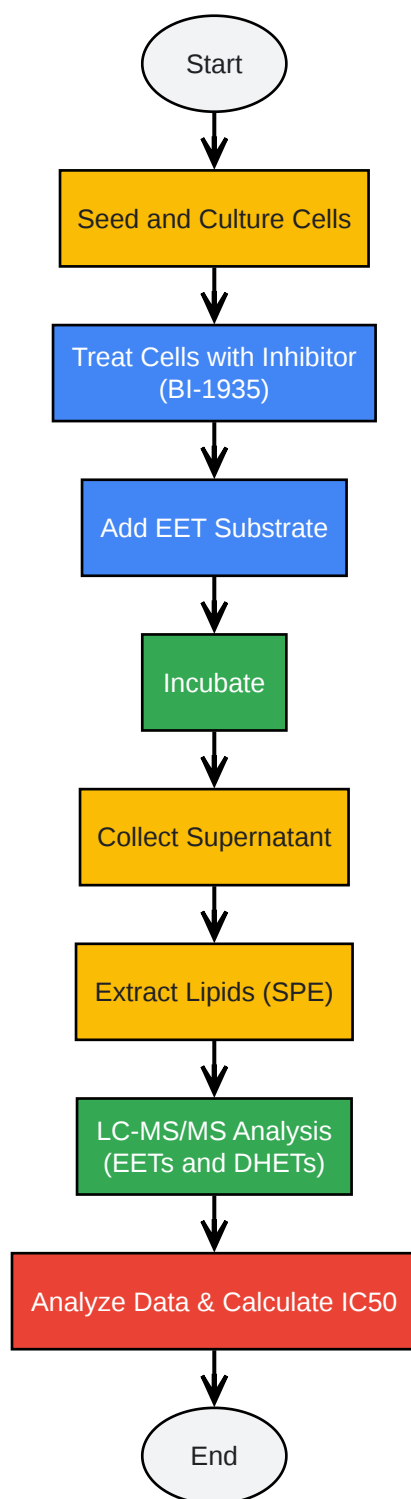 Start
Seed and Culture Cells
Treat Cells with Inhibitor
(BI-1935)
Add EET Substrate
Incubate
Collect Supernatant
Extract Lipids (SPE)
LC-MS/MS Analysis
(EETs and DHETs)
Analyze Data & Calculate IC50
End